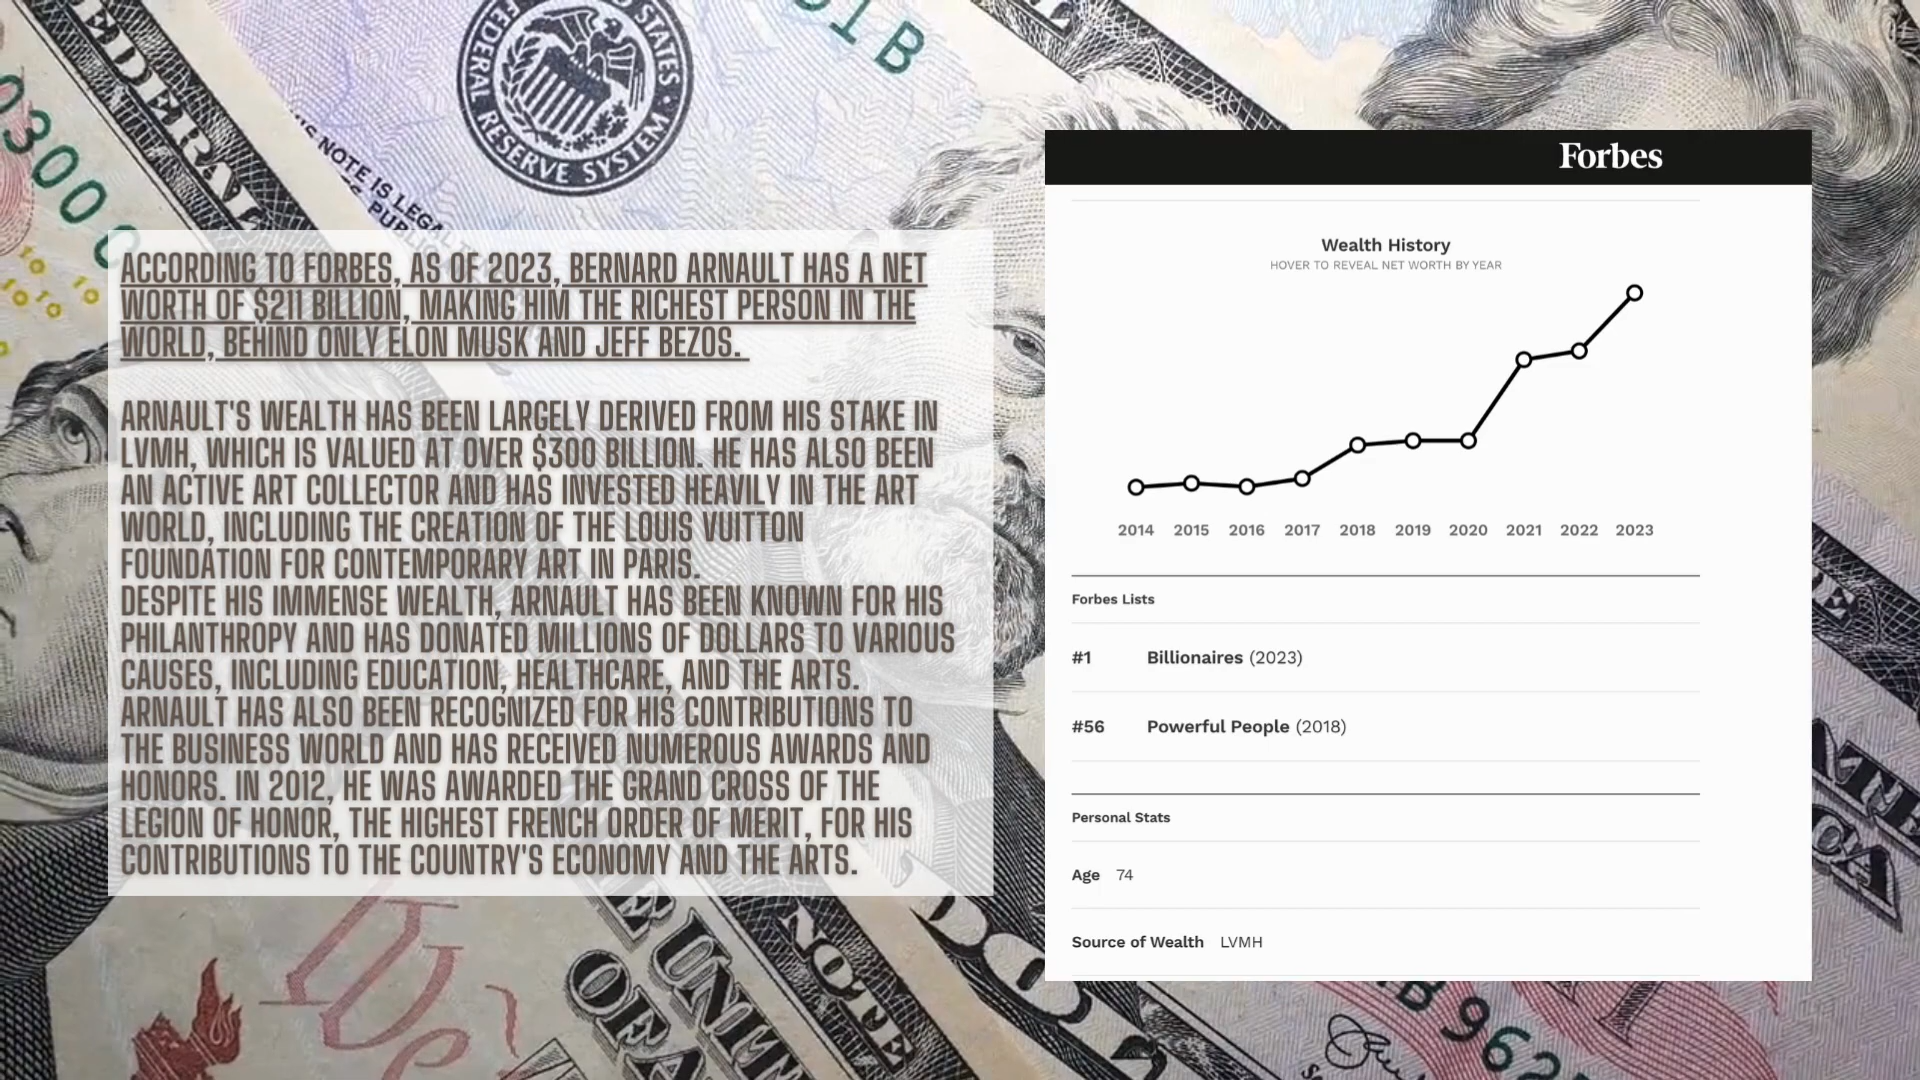 ACCORDING TO FORBES, AS OF 2023, BERNARD ARNAULT HAS A NET
WORTH OF $211 BILLION, MAKING HIM THE RICHEST PERSON IN THE
WORLD, BEHIND ONLY ELON MUSK AND JEFF BEZOS.
ARNAULT'S WEALTH HAS BEEN LARGELY DERIVED FROM HIS STAKE IN
LVMH, WHICH IS VALUED AT OVER $300 BILLION. HE HAS ALSO BEEN
AN ACTIVE ART COLLECTOR AND HAS INVESTED HEAVILY IN THE ART
WORLD, INCLUDING THE CREATION OF THE LOUIS VUITTON
FOUNDATION FOR CONTEMPORARY ART IN PARIS.
DESPITE HIS IMMENSE WEALTH, ARNAULT HAS BEEN KNOWN FOR HIS
PHILANTHROPY AND HAS DONATED MILLIONS OF DOLLARS TO VARIOUS
CAUSES, INCLUDING EDUCATION, HEALTHCARE, AND THE ARTS.
ARNAULT HAS ALSO BEEN RECOGNIZED FOR HIS CONTRIBUTIONS TO
THE BUSINESS WORLD AND HAS RECEIVED NUMEROUS AWARDS AND
HONORS. IN 2012, HE WAS AWARDED THE GRAND CROSS OF THE
LEGION OF HONOR, THE HIGHEST FRENCH ORDER OF MERIT, FOR HIS
CONTRIBUTIONS TO THE COUNTRY'S ECONOMY AND THE ARTS.
Forbes
Wealth History
HOVER TO REVEAL NET WORTH BY YEAR
2014 2015 2016 2017 2018 2019 2020 2021 2022 2023
Forbes Lists
#1 Billionaires (2023)
#56 Powerful People (2018)
Personal Stats
Age 74
Source of Wealth LVMH
FEDERAL
FEDERAL RESERVE SYSTEM
NOTE IS LEGAL
NOTE